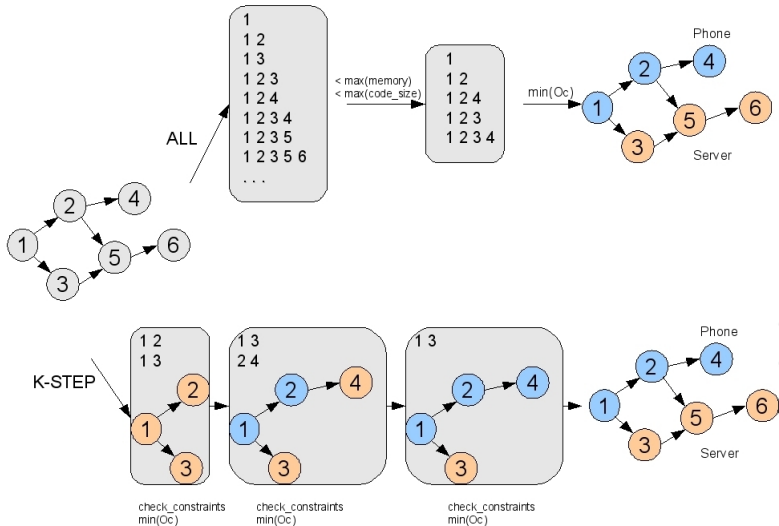 ALL
1
1 2
1 3
1 2 3
1 2 4
1 2 3 4
1 2 3 5
1 2 3 5 6
. . .
< max(memory)
< max(code_size)
1
1 2
1 2 4
1 2 3
1 2 3 4
min(Oc)
Phone
1
2
4
3
5
6
Server
1
2
4
3
5
6
K-STEP
1 2
1 3
2
1
3
check_constraints
min(Oc)
1 3
2 4
2
4
1
3
check_constraints
min(Oc)
1 3
2
4
1
3
check_constraints
min(Oc)
Phone
1
2
4
3
5
6
Server